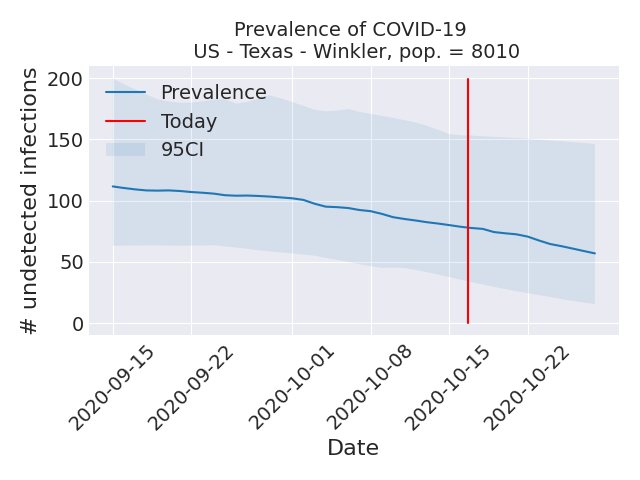 Prevalence of COVID-19
US - Texas - Winkler, pop. = 8010
# undetected infections
200
150
100
50
0
Prevalence
Today
95CI
2020-09-15
2020-09-22
2020-10-01
2020-10-08
2020-10-15
2020-10-22
Date